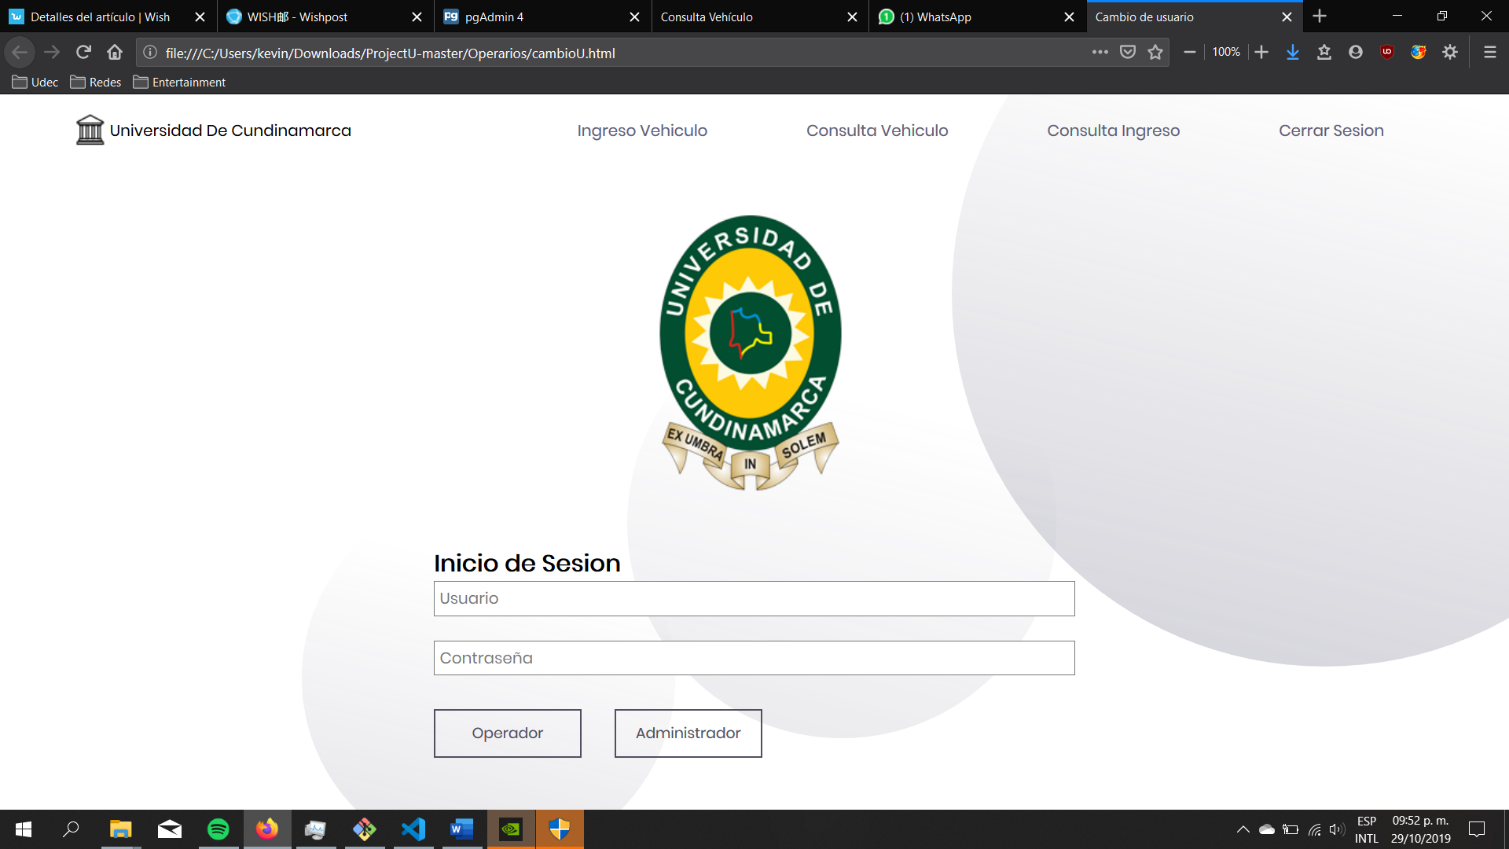 Detalles del artículo | Wish
WISH邮 - Wishpost
pgAdmin 4
Consulta Vehículo
(1) WhatsApp
Cambio de usuario
file:///C:/Users/kevin/Downloads/ProjectU-master/Operarios/cambioU.html
100%
Udec
Redes
Entertainment
Universidad De Cundinamarca
Ingreso Vehiculo
Consulta Vehiculo
Consulta Ingreso
Cerrar Sesion
UNIVERSIDAD DE
CUNDINAMARCA
EX UMBRA
IN
SOLEM
Inicio de Sesion
Usuario
Contraseña
Operador
Administrador
ESP
INTL
09:52 p. m.
29/10/2019